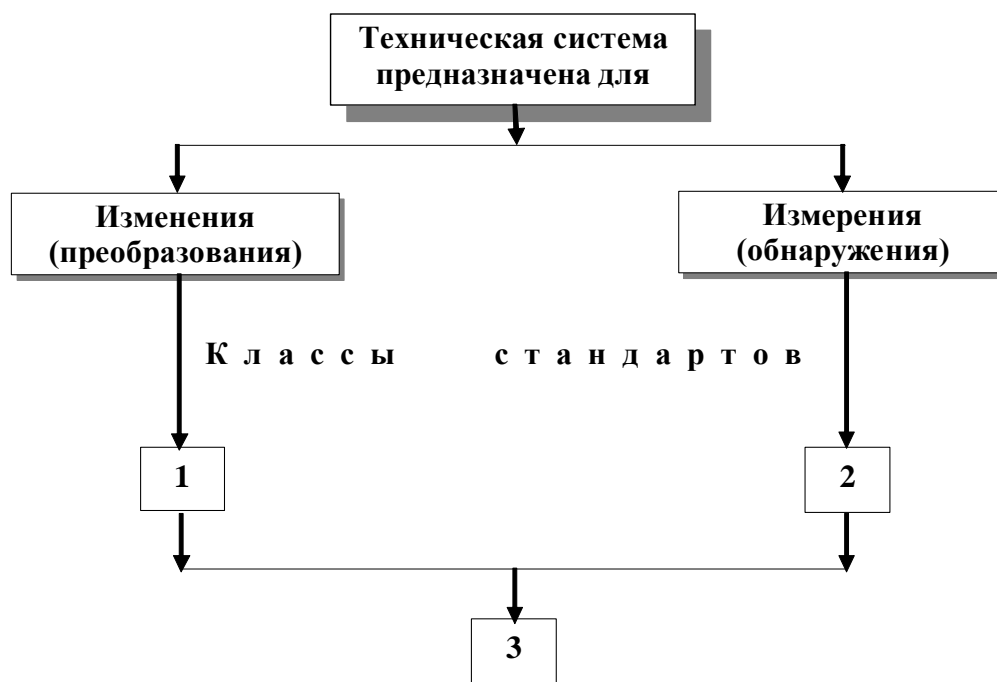 Техническая система
предназначена для
Изменения
(преобразования)
Измерения
(обнаружения)
Классы стандартов
1
2
3